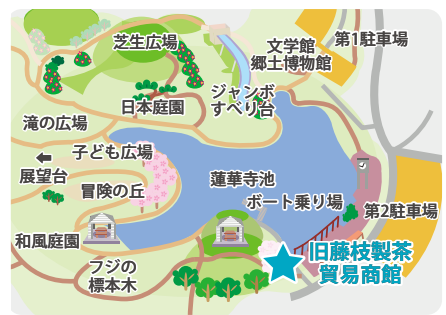 芝生広場
文学館
郷土博物館
第1駐車場
日本庭園
ジャンボ
すべり台
滝の広場
子ども広場
展望台
冒険の丘
蓮華寺池
ボート乗り場
第2駐車場
和風庭園
フジの
標本木
旧藤枝製茶
貿易商館